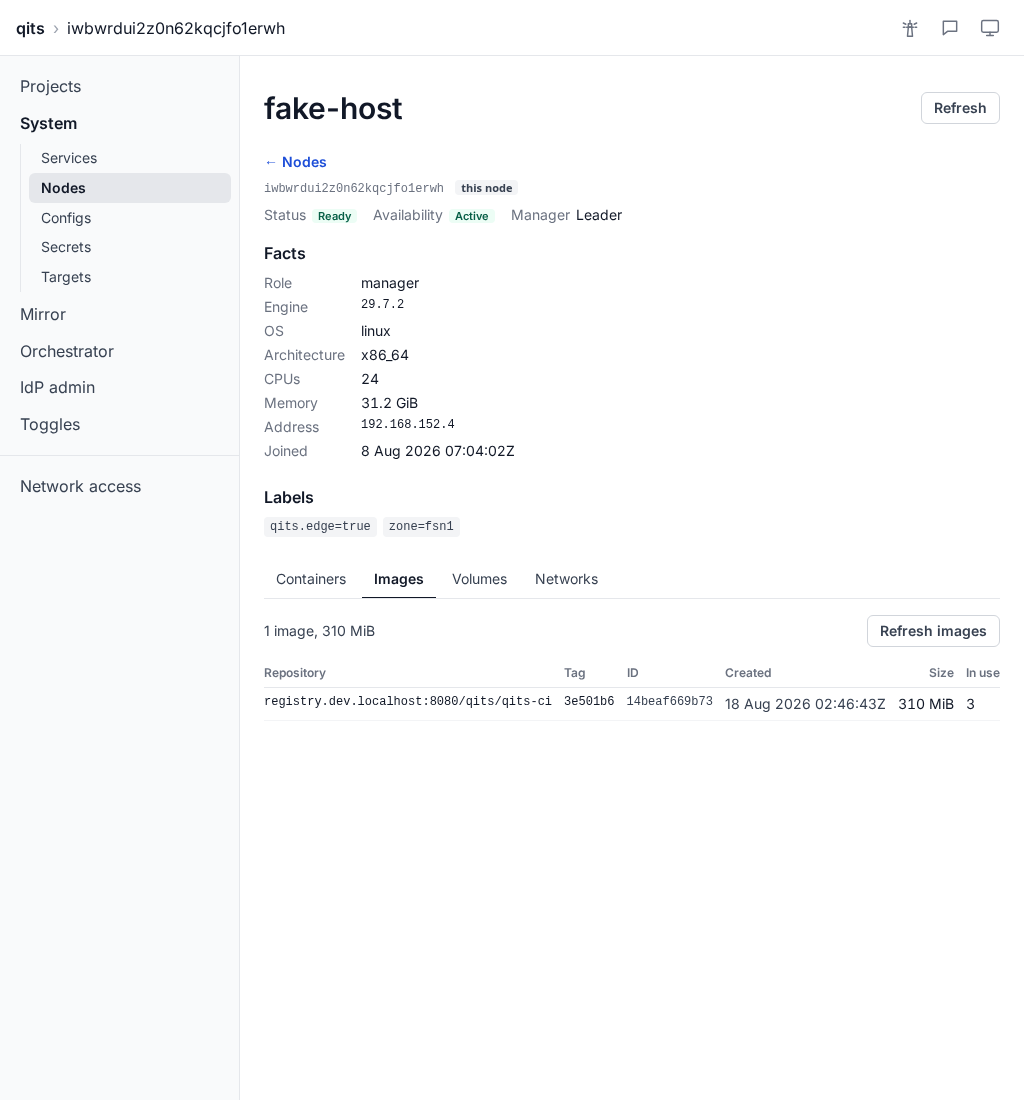 qits › iwbwrdui2z0n62kqcjfo1erwh
Projects
System
Services
Nodes
Configs
Secrets
Targets
Mirror
Orchestrator
IdP admin
Toggles
Network access
fake-host
Refresh
← Nodes
iwbwrdui2z0n62kqcjfo1erwh this node
Status Ready Availability Active Manager Leader
Facts
Role manager
Engine 29.7.2
OS linux
Architecture x86_64
CPUs 24
Memory 31.2 GiB
Address 192.168.152.4
Joined 8 Aug 2026 07:04:02Z
Labels
qits.edge=true zone=fsn1
Containers Images Volumes Networks
1 image, 310 MiB
Refresh images
Repository Tag ID Created Size In use
registry.dev.localhost:8080/qits/qits-ci 3e501b6 14beaf669b73 18 Aug 2026 02:46:43Z 310 MiB 3